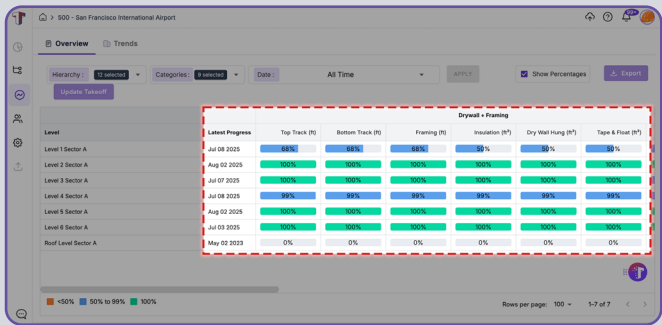 500 - San Francisco International Airport
99+
Overview
Trends
Hierarchy : 12 selected
Categories: 9 selected
Date :
All Time
APPLY
Show Percentages
Export
Update Takeoff
Drywall + Framing
Level Latest Progress Top Track (ft) Bottom Track (ft) Framing (ft) Insulation (ft²) Dry Wall Hung (ft²) Tape & Float (ft²)
Level 1 Sector A Jul 08 2025 68% 68% 68% 50% 50% 50%
Level 2 Sector A Aug 02 2025 100% 100% 100% 100% 100% 100%
Level 3 Sector A Jul 07 2025 100% 100% 100% 100% 100% 100%
Level 4 Sector A Jul 08 2025 99% 99% 99% 99% 99% 99%
Level 5 Sector A Aug 02 2025 100% 100% 100% 100% 100% 100%
Level 6 Sector A Jul 03 2025 100% 100% 100% 100% 100% 100%
Roof Level Sector A May 02 2023 0% 0% 0% 0% 0% 0%
<50% 50% to 99% 100%
Rows per page: 100 1–7 of 7